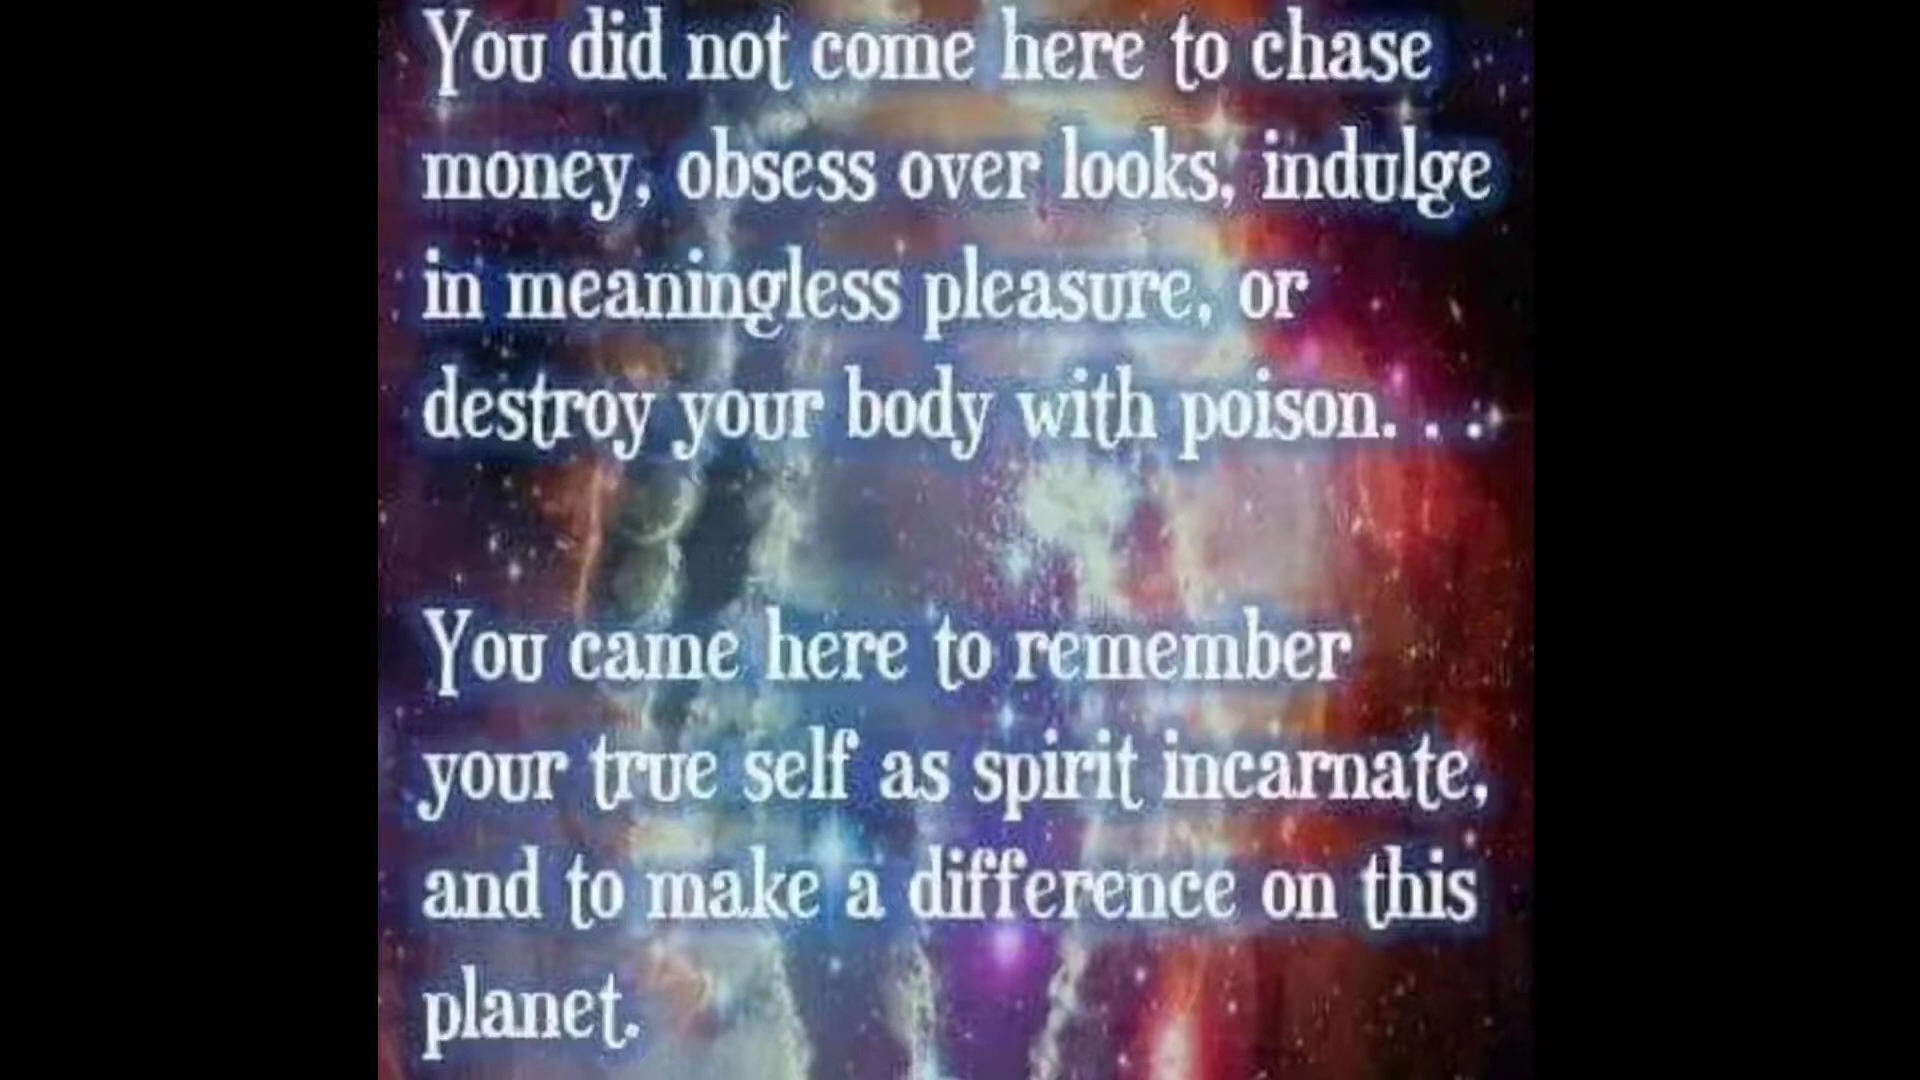 You did not come here to chase
money, obsess over looks, indulge
in meaningless pleasure, or
destroy your body with poison. . .
You came here to remember
your true self as spirit incarnate,
and to make a difference on this
planet.